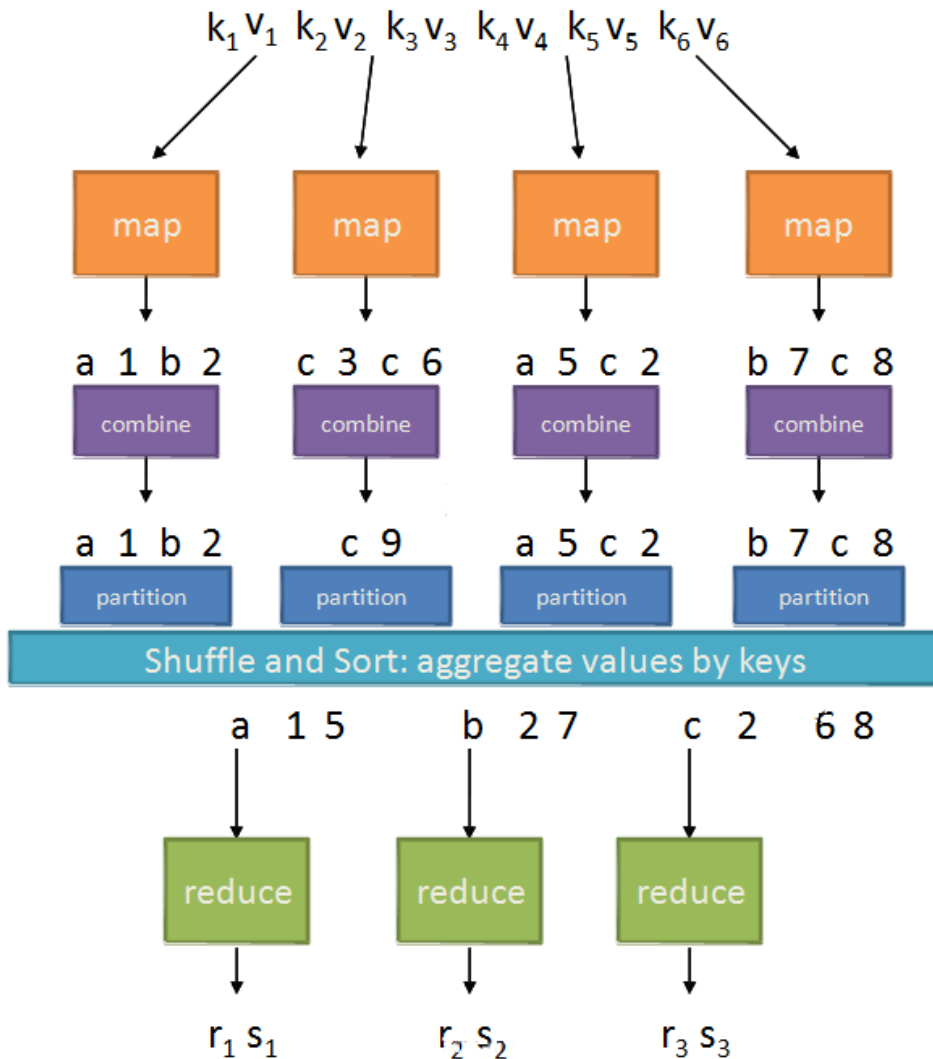 k₁ v₁ k₂ v₂ k₃ v₃ k₄ v₄ k₅ v₅ k₆ v₆
map map map map
a 1 b 2 c 3 c 6 a 5 c 2 b 7 c 8
combine combine combine combine
a 1 b 2 c 9 a 5 c 2 b 7 c 8
partition partition partition partition
Shuffle and Sort: aggregate values by keys
a 1 5 b 2 7 c 2 6 8
reduce reduce reduce
r₁ s₁ r₂ s₂ r₃ s₃